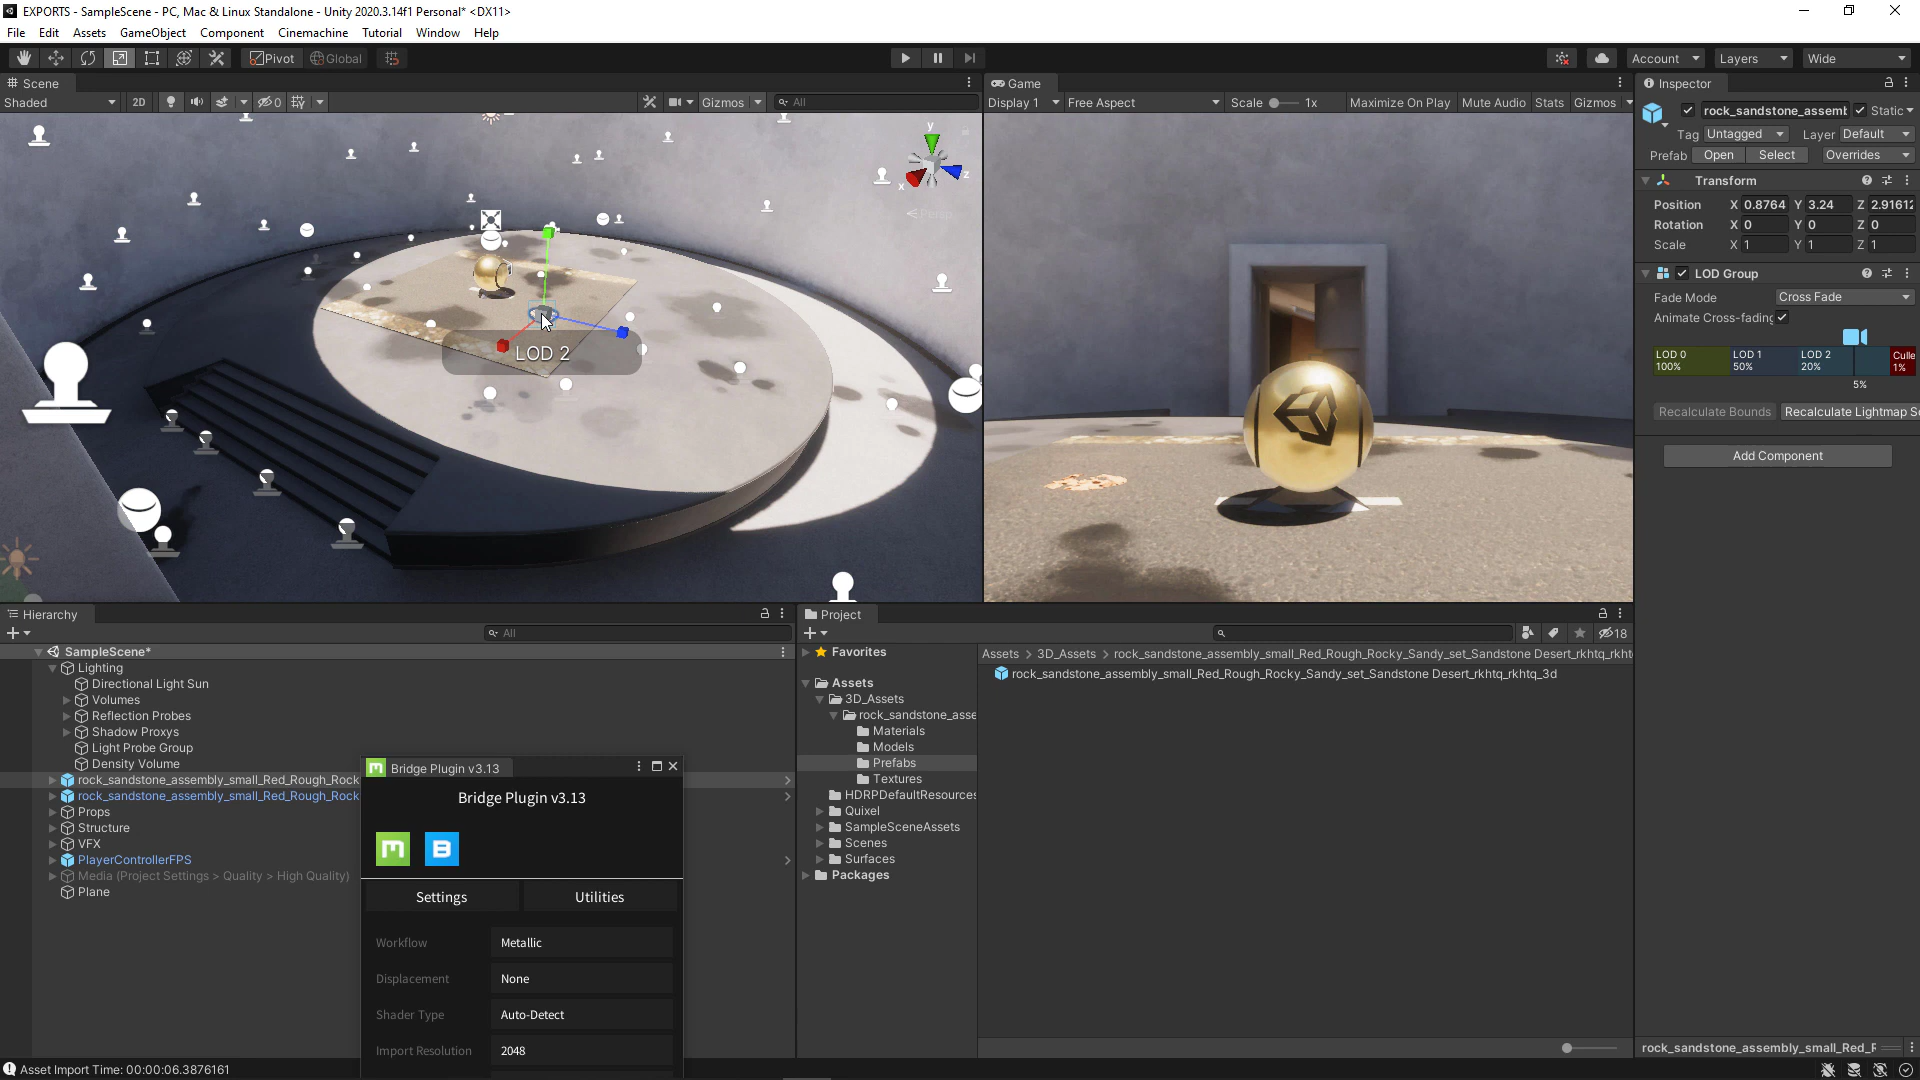 EXPORTS - SampleScene - PC, Mac & Linux Standalone - Unity 2020.3.14f1 Personal* <DX11>
File Edit Assets GameObject Component Cinemachine Tutorial Window Help
Pivot Global Account Layers Wide
Scene
Shaded 2D 0 Gizmos All
y
x
z
Persp
LOD 2
Game
Display 1 Free Aspect Scale 1x Maximize On Play Mute Audio Stats Gizmos
Inspector
rock_sandstone_assemb Static
Tag Untagged Layer Default
Prefab Open Select Overrides
Transform
Position X 0.8764 Y 3.24 Z 2.91612
Rotation X 0 Y 0 Z 0
Scale X 1 Y 1 Z 1
LOD Group
Fade Mode Cross Fade
Animate Cross-fading
LOD 0 LOD 1 LOD 2 Culle
100% 50% 20% 1%
5%
Recalculate Bounds Recalculate Lightmap Sc
Add Component
rock_sandstone_assembly_small_Red_R
Hierarchy
All
SampleScene*
Lighting
Directional Light Sun
Volumes
Reflection Probes
Shadow Proxys
Light Probe Group
Density Volume
rock_sandstone_assembly_small_Red_Rough_Rock
rock_sandstone_assembly_small_Red_Rough_Rock
Props
Structure
VFX
PlayerControllerFPS
Media (Project Settings > Quality > High Quality)
Plane
Bridge Plugin v3.13
Bridge Plugin v3.13
m B
Settings Utilities
Workflow Metallic
Displacement None
Shader Type Auto-Detect
Import Resolution 2048
Project
18
Favorites
Assets
3D_Assets
rock_sandstone_asse
Materials
Models
Prefabs
Textures
HDRPDefaultResources
Quixel
SampleSceneAssets
Scenes
Surfaces
Packages
Assets > 3D_Assets > rock_sandstone_assembly_small_Red_Rough_Rocky_Sandy_set_Sandstone Desert_rkhtq_rkht
rock_sandstone_assembly_small_Red_Rough_Rocky_Sandy_set_Sandstone Desert_rkhtq_rkhtq_3d
Asset Import Time: 00:00:06.3876161